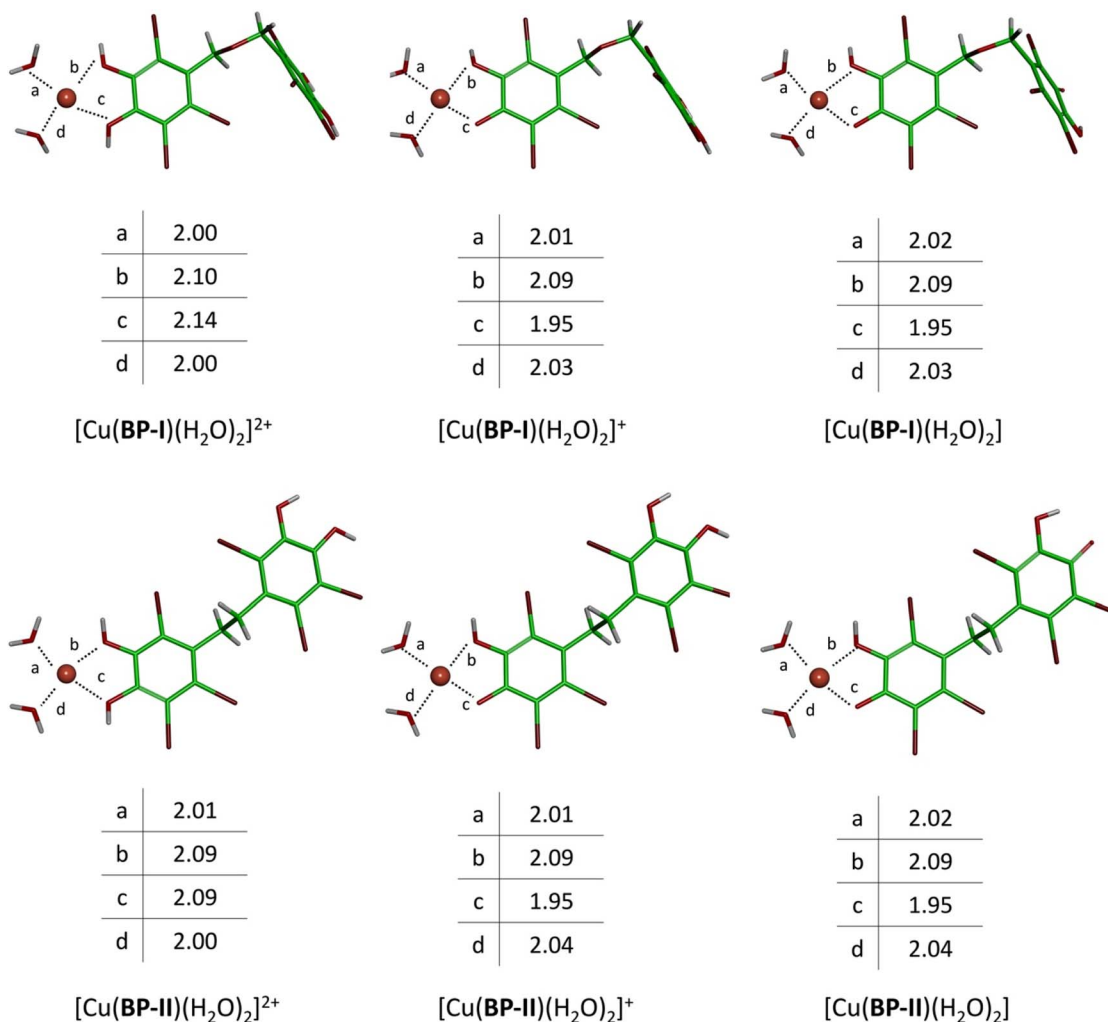 a b c d
a b c d
a b c d
a 2.00
b 2.10
c 2.14
d 2.00
[Cu(BP-I)(H₂O)₂]²⁺
a 2.01
b 2.09
c 1.95
d 2.03
[Cu(BP-I)(H₂O)₂]⁺
a 2.02
b 2.09
c 1.95
d 2.03
[Cu(BP-I)(H₂O)₂]
a b c d
a b c d
a b c d
a 2.01
b 2.09
c 2.09
d 2.00
[Cu(BP-II)(H₂O)₂]²⁺
a 2.01
b 2.09
c 1.95
d 2.04
[Cu(BP-II)(H₂O)₂]⁺
a 2.02
b 2.09
c 1.95
d 2.04
[Cu(BP-II)(H₂O)₂]